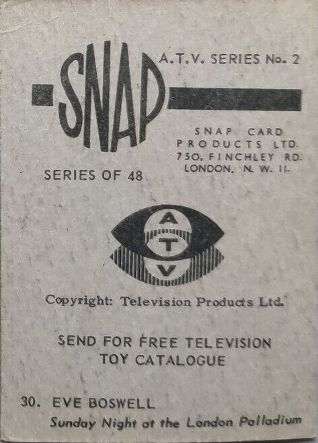 SNAP
A.T.V. SERIES No. 2
SNAP CARD
PRODUCTS LTD.
750, FINCHLEY RD.
LONDON, N. W. 11.
SERIES OF 48
ATV
Copyright: Television Products Ltd.
SEND FOR FREE TELEVISION
TOY CATALOGUE
30. EVE BOSWELL
Sunday Night at the London Palladium